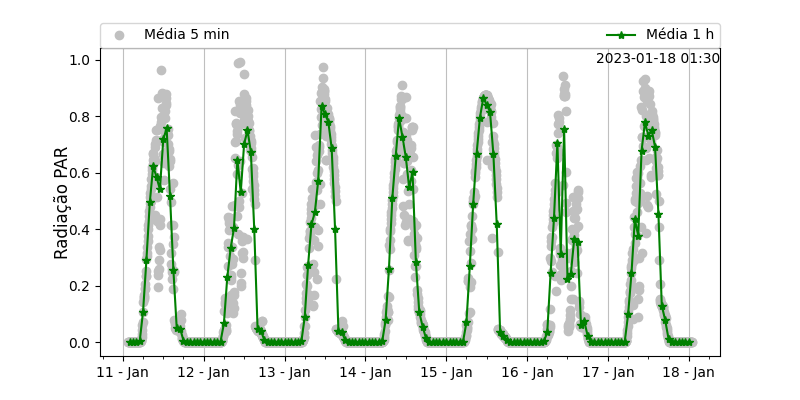 Média 5 min
Média 1 h
2023-01-18 01:30
Radiação PAR
1.0
0.8
0.6
0.4
0.2
0.0
11 - Jan
12 - Jan
13 - Jan
14 - Jan
15 - Jan
16 - Jan
17 - Jan
18 - Jan